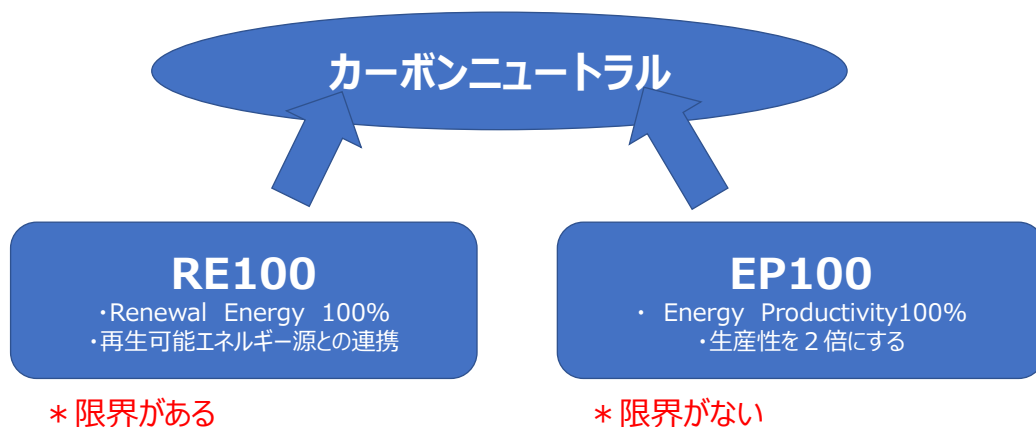 カーボンニュートラル
RE100
・Renewal Energy 100%
・再生可能エネルギー源との連携
EP100
・ Energy Productivity100%
・生産性を２倍にする
＊限界がある
＊限界がない